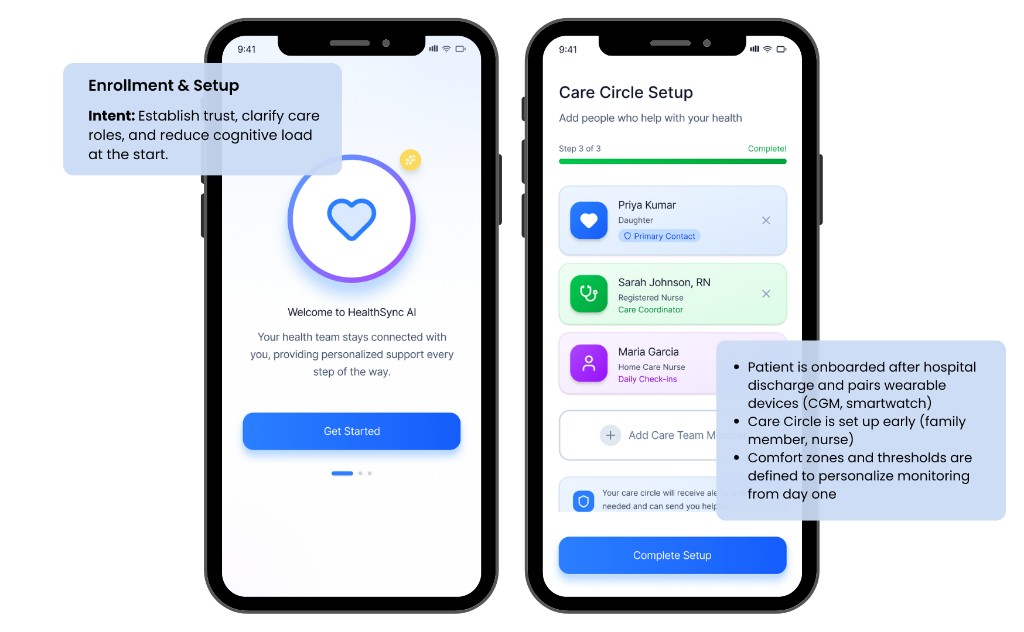 9:41
Enrollment & Setup
Intent: Establish trust, clarify care
roles, and reduce cognitive load
at the start.
Welcome to HealthSync AI
Your health team stays connected with
you, providing personalized support every
step of the way.
Get Started
9:41
Care Circle Setup
Add people who help with your health
Step 3 of 3
Complete!
Priya Kumar
Daughter
Primary Contact
Sarah Johnson, RN
Registered Nurse
Care Coordinator
Maria Garcia
Home Care Nurse
Daily Check-ins
Add Care Team
Your care circle will receive
needed and can send you
Complete Setup
• Patient is onboarded after hospital
discharge and pairs wearable
devices (CGM, smartwatch)
• Care Circle is set up early (family
member, nurse)
• Comfort zones and thresholds are
defined to personalize monitoring
from day one